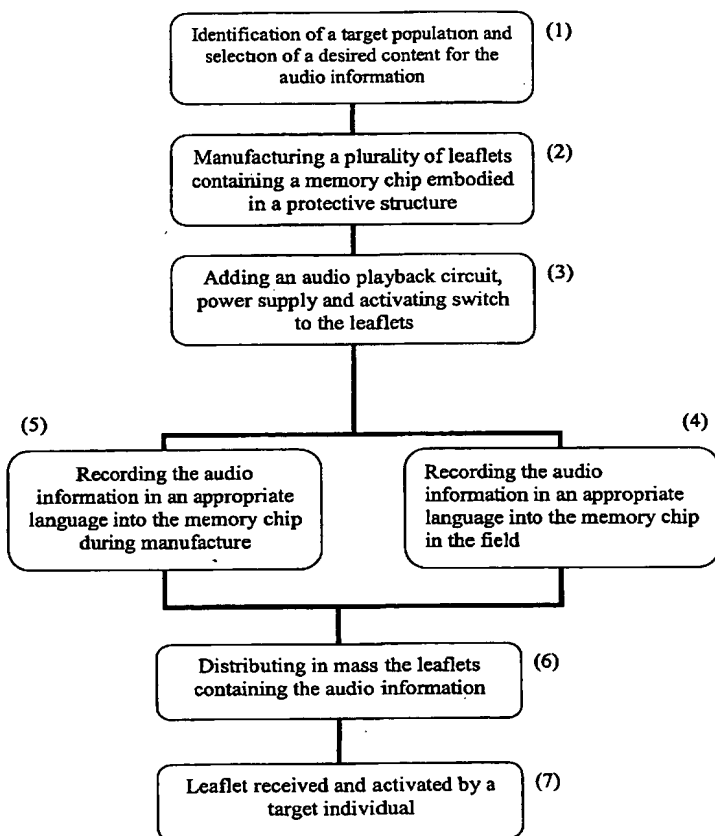 Identification of a target population and
(1)
selection of a desired content for the
audio information
Manufacturing a plurality of leaflets
(2)
containing a memory chip embodied
in a protective structure
Adding an audio playback circuit,
(3)
power supply and activating switch
to the leaflets
(5)
Recording the audio
information in an appropriate
language into the memory chip
during manufacture
(4)
Recording the audio
information in an appropriate
language into the memory chip
in the field
Distributing in mass the leaflets
(6)
containing the audio information
Leaflet received and activated by a
(7)
target individual